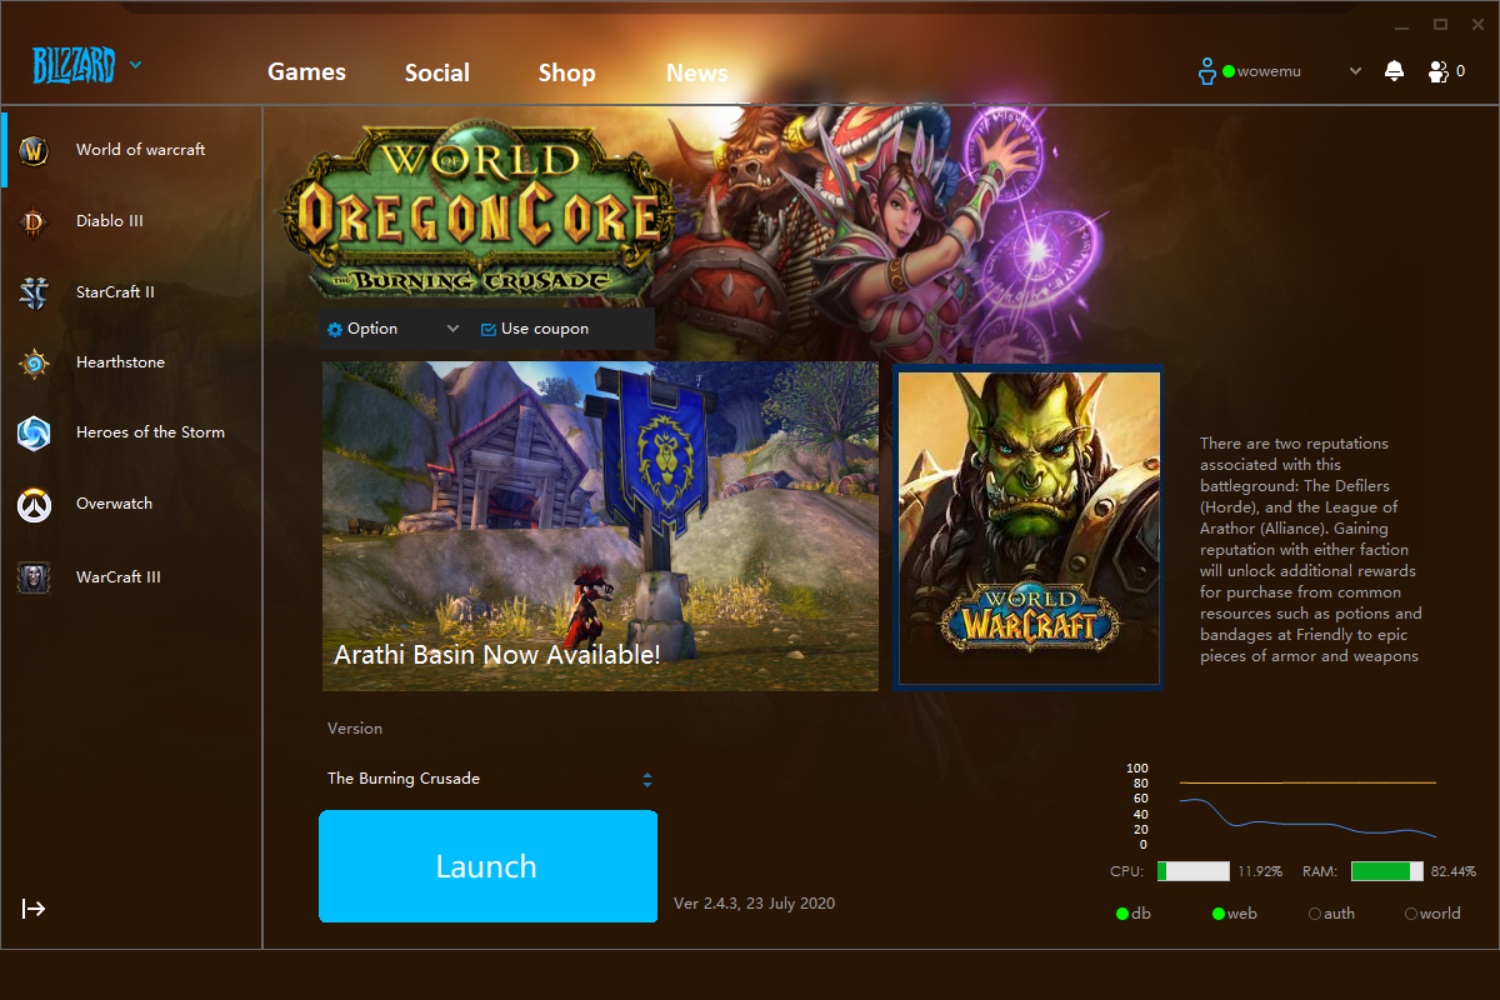 BLIZZARD
Games
Social
Shop
News
wowemu
0
World of warcraft
Diablo III
StarCraft II
Hearthstone
Heroes of the Storm
Overwatch
WarCraft III
WORLD
OF
OREGONCORE
THE BURNING CRUSADE
Option
Use coupon
Arathi Basin Now Available!
WORLD
OF
WARCRAFT
There are two reputations
associated with this
battleground: The Defilers
(Horde), and the League of
Arathor (Alliance). Gaining
reputation with either faction
will unlock additional rewards
for purchase from common
resources such as potions and
bandages at Friendly to epic
pieces of armor and weapons
Version
The Burning Crusade
Launch
Ver 2.4.3, 23 July 2020
100
80
60
40
20
0
CPU: 11.92% RAM: 82.44%
db web auth world